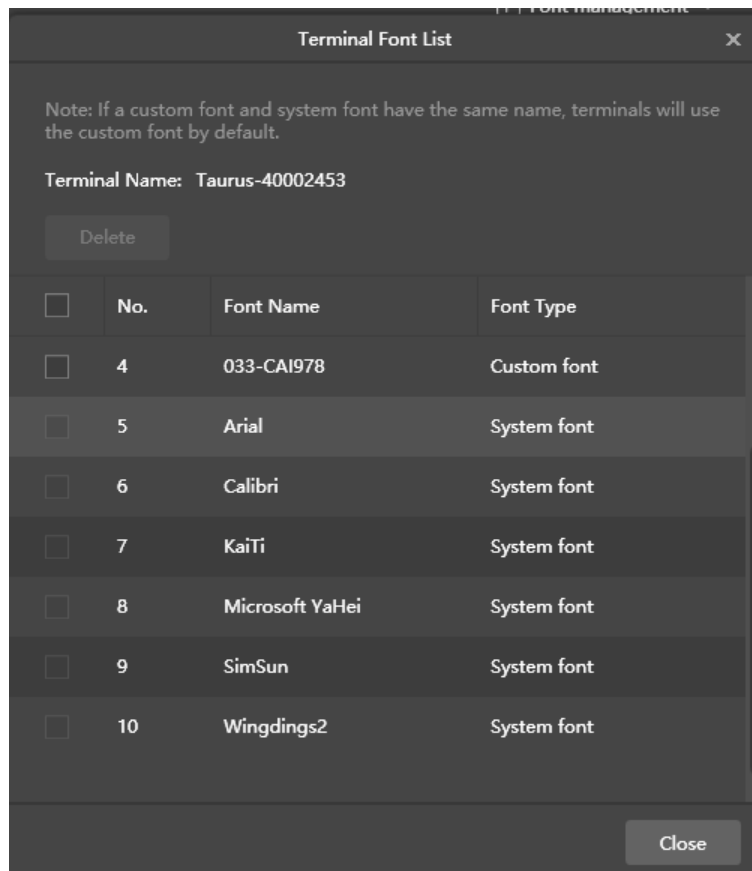 Font management
Terminal Font List
Note: If a custom font and system font have the same name, terminals will use
the custom font by default.
Terminal Name: Taurus-40002453
Delete
No. Font Name Font Type
4 033-CAI978 Custom font
5 Arial System font
6 Calibri System font
7 KaiTi System font
8 Microsoft YaHei System font
9 SimSun System font
10 Wingdings2 System font
Close